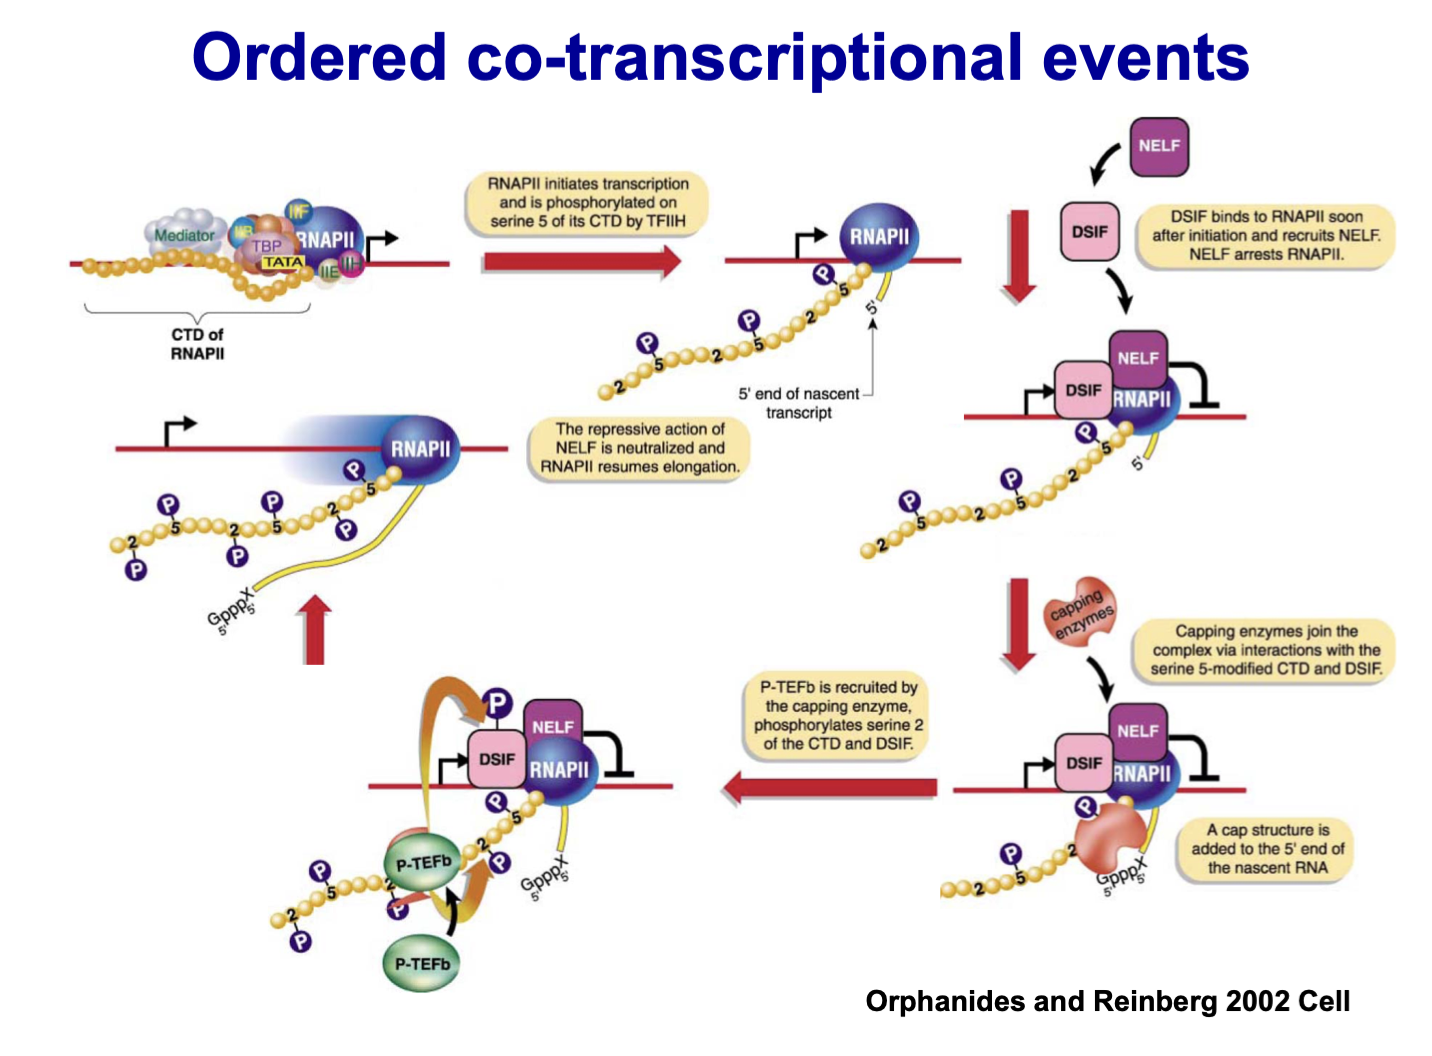 Ordered co-transcriptional events
Mediator
IIB
TBP
IIF
RNAPII
TATA
IIE
IIH
CTD of
RNAPII
RNAPII initiates transcription
and is phosphorylated on
serine 5 of its CTD by TFIIH
RNAPII
P
5
2
P
5
2
P
5
2
5'
5' end of nascent
transcript
NELF
DSIF
DSIF binds to RNAPII soon
after initiation and recruits NELF.
NELF arrests RNAPII.
NELF
DSIF
RNAPII
P
5
2
P
5
2
P
5
2
5'
capping
enzymes
Capping enzymes join the
complex via interactions with the
serine 5-modified CTD and DSIF.
NELF
DSIF
RNAPII
P
2
P
5
2
GpppX
5'
5'
A cap structure is
added to the 5' end of
the nascent RNA
P-TEFb is recruited by
the capping enzyme,
phosphorylates serine 2
of the CTD and DSIF.
P
NELF
DSIF
RNAPII
P
5
2
P
P-TEFb
2
P
P
5
2
P
GpppX
5'
5'
P-TEFb
The repressive action of
NELF is neutralized and
RNAPII resumes elongation.
RNAPII
P
5
2
P
P
5
2
P
P
5
2
P
GpppX
5'
5'
Orphanides and Reinberg 2002 Cell